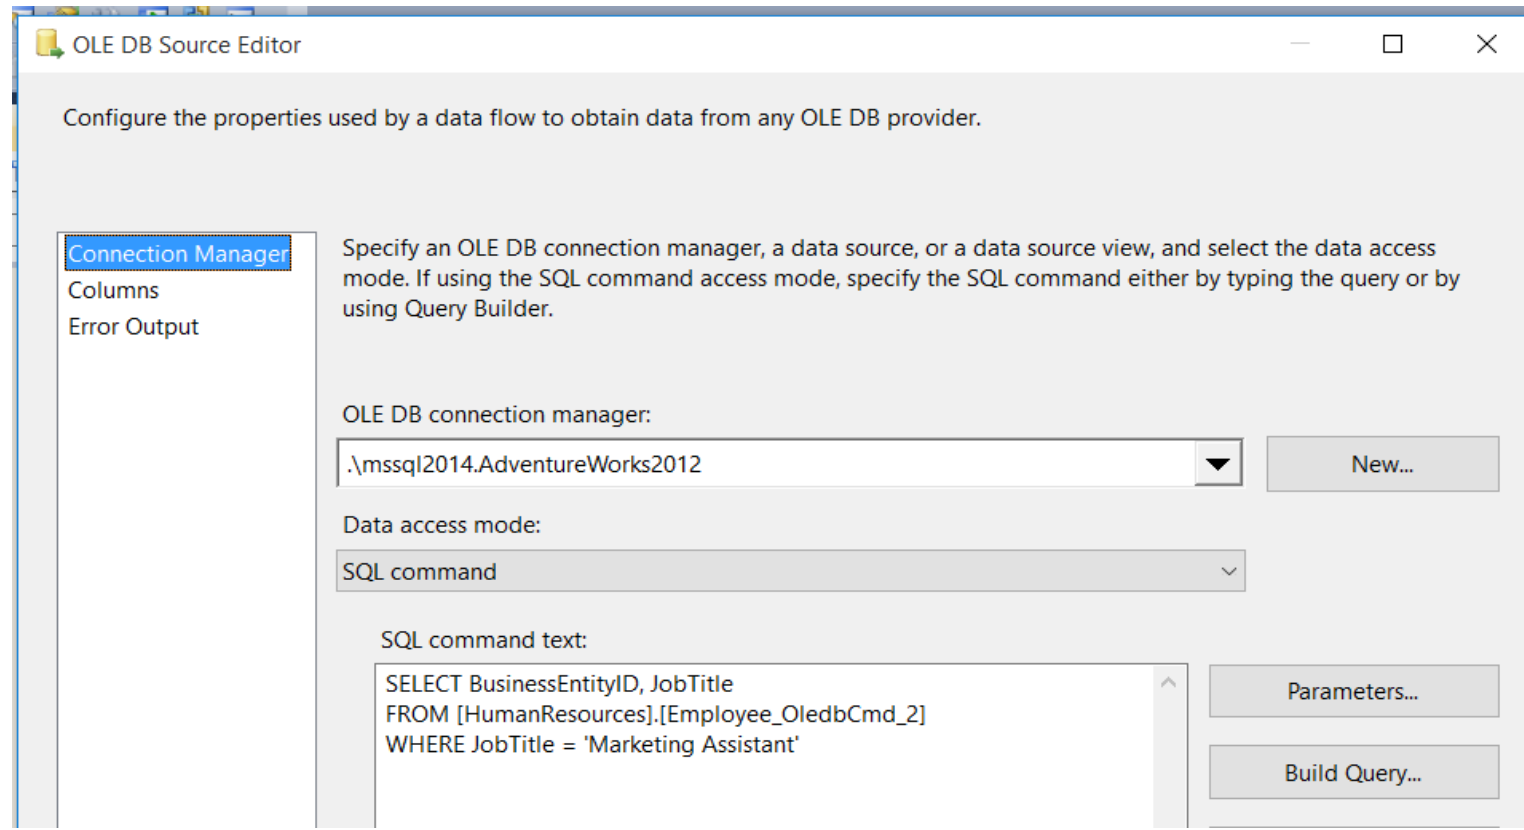 OLE DB Source Editor
Configure the properties used by a data flow to obtain data from any OLE DB provider.
Connection Manager
Columns
Error Output
Specify an OLE DB connection manager, a data source, or a data source view, and select the data access
mode. If using the SQL command access mode, specify the SQL command either by typing the query or by
using Query Builder.
OLE DB connection manager:
.\mssql2014.AdventureWorks2012
New...
Data access mode:
SQL command
SQL command text:
SELECT BusinessEntityID, JobTitle
FROM [HumanResources].[Employee_OledbCmd_2]
WHERE JobTitle = 'Marketing Assistant'
Parameters...
Build Query...